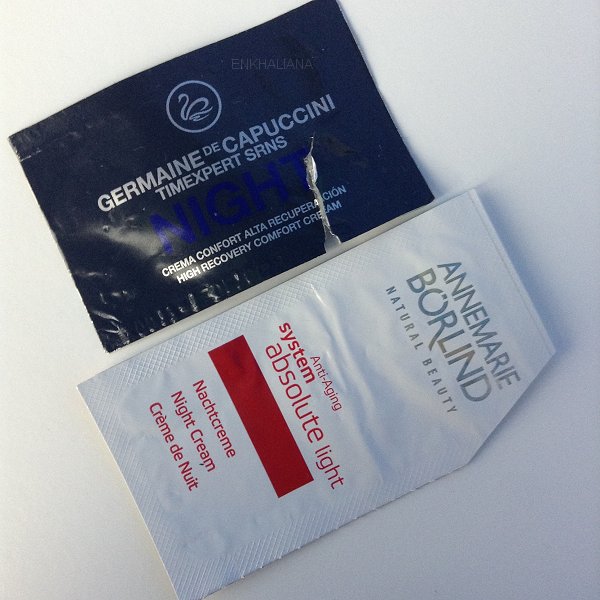 ENKHALIANA
GERMAINE DE CAPUCCINI
TIMEXPERT SRNS
NIGHT
CREMA CONFORT ALTA RECUPERACIÓN
HIGH RECOVERY COMFORT CREAM
ANNEMARIE
BÖRLIND
NATURAL BEAUTY
Anti-Aging
system
absolute light
Nachtcreme
Night Cream
Crème de Nuit